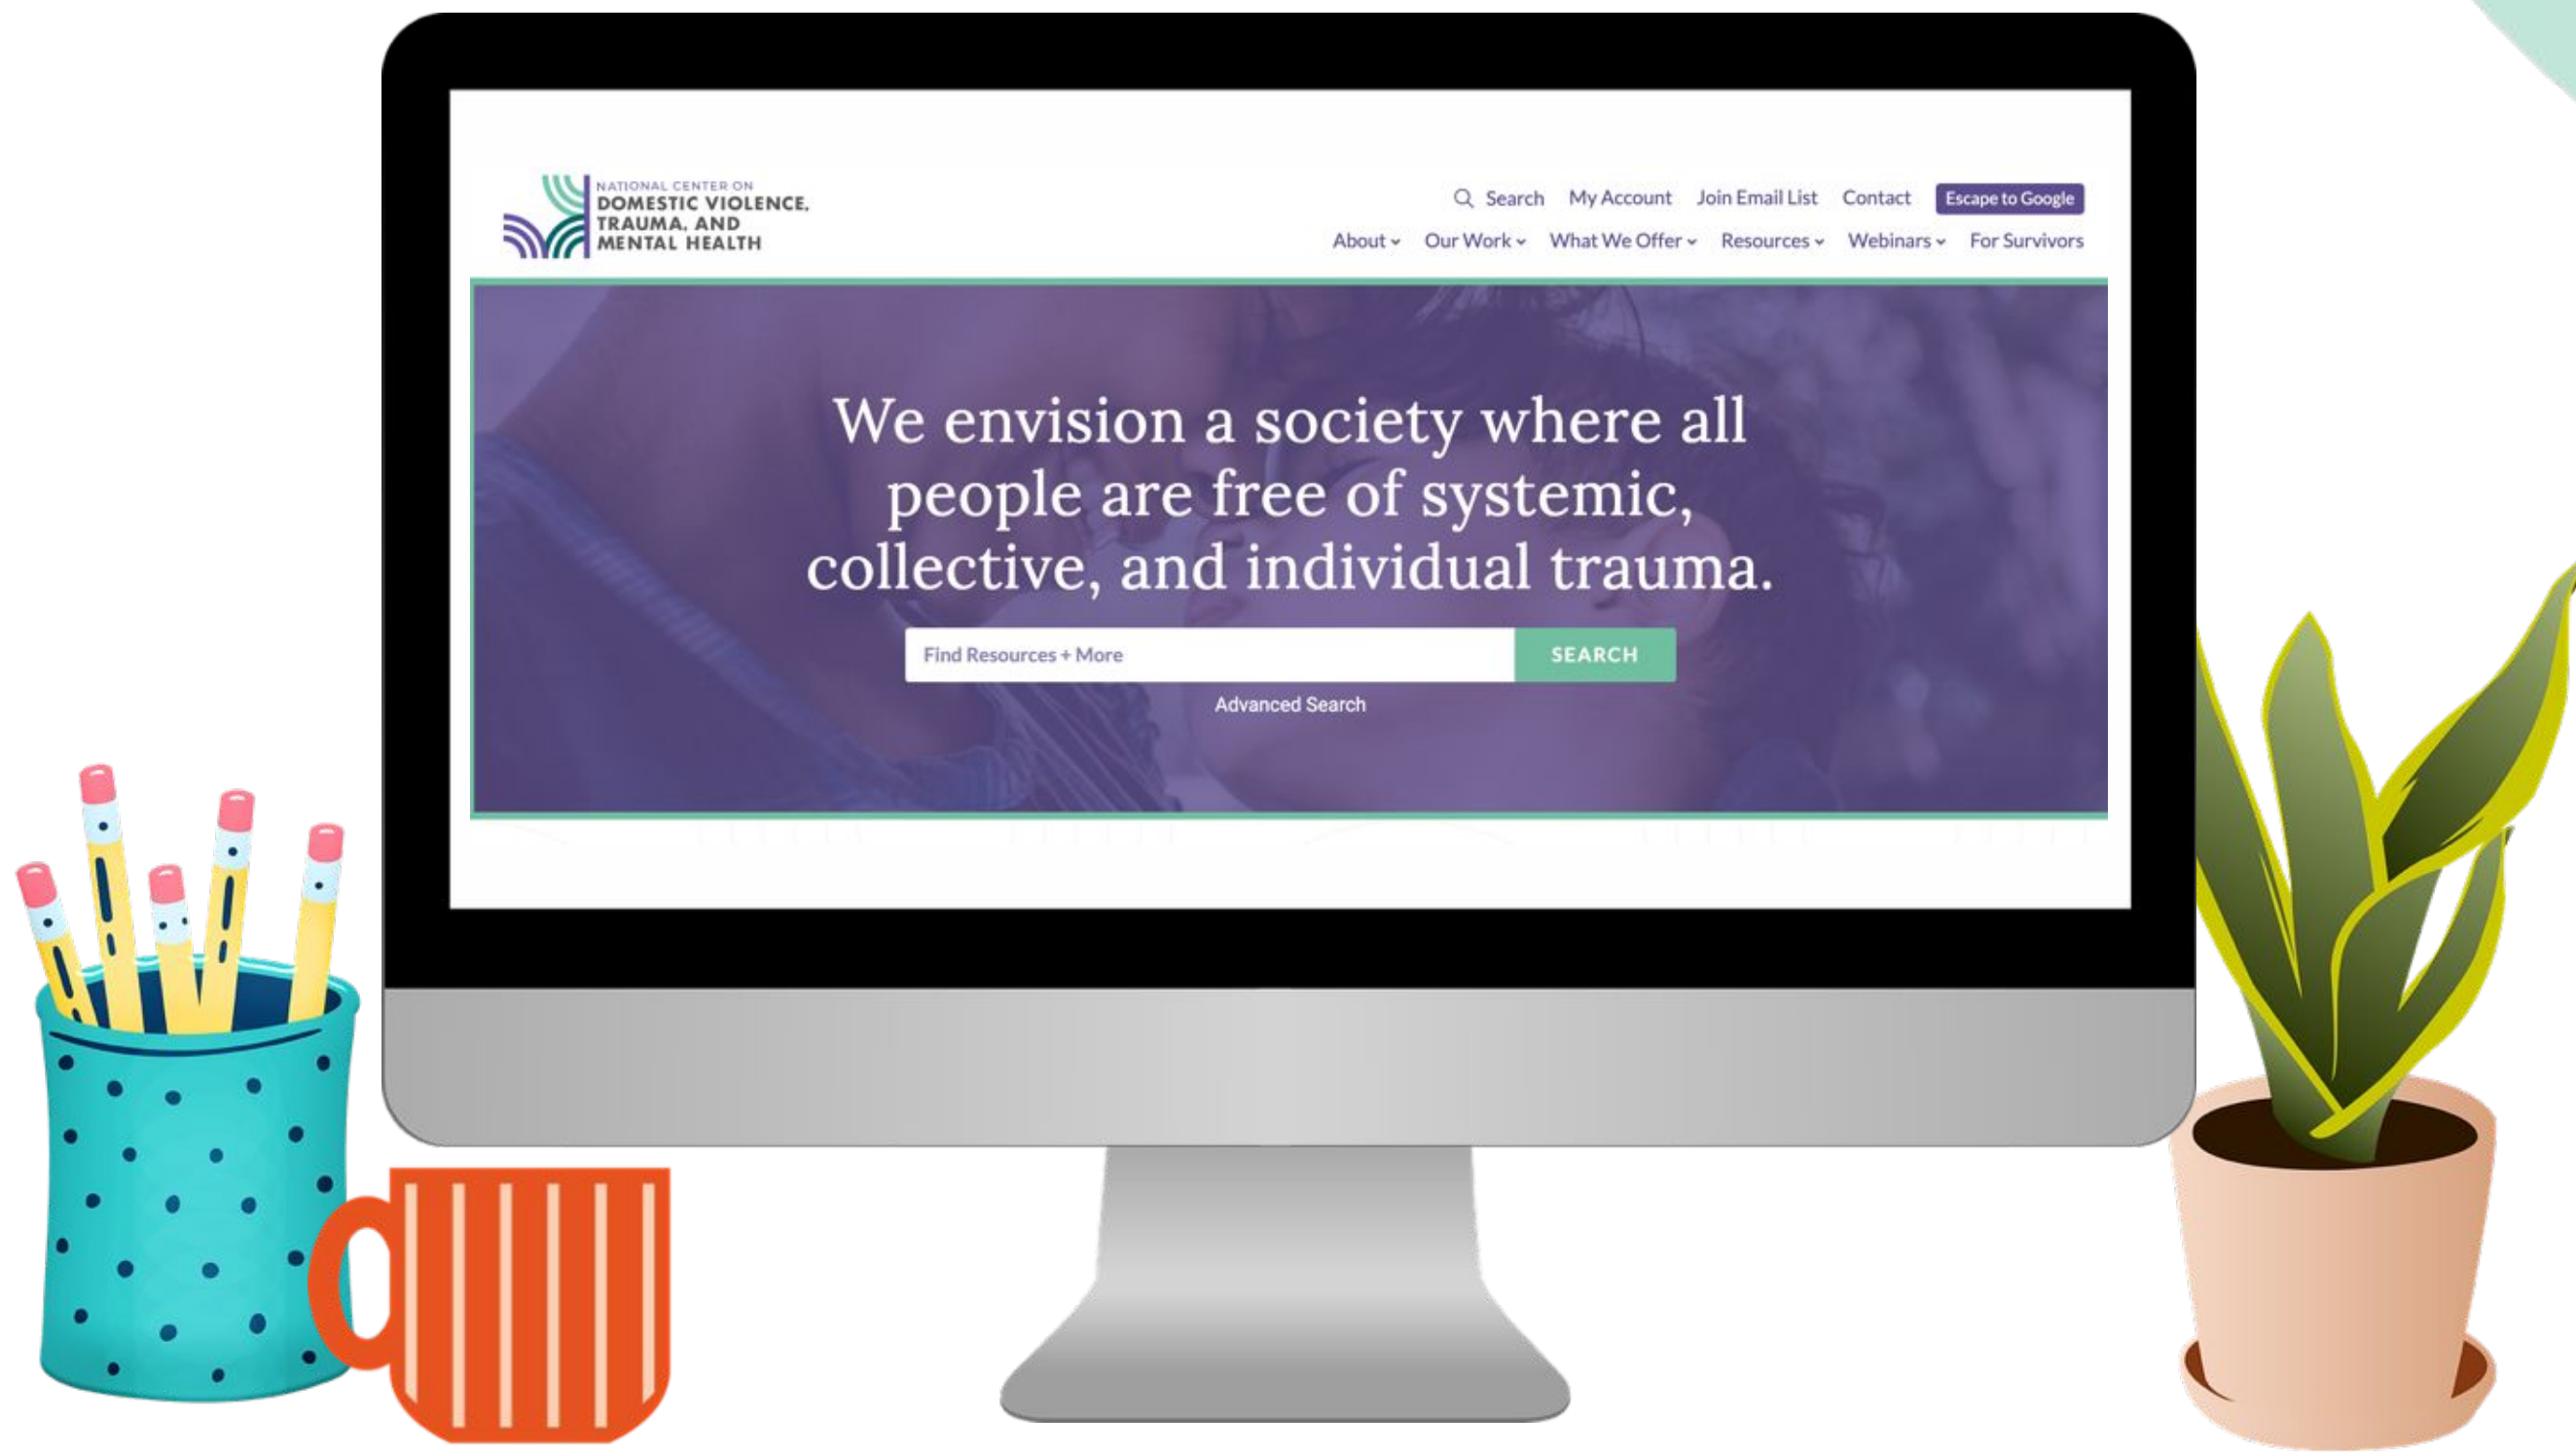 NATIONAL CENTER ON
DOMESTIC VIOLENCE,
TRAUMA, AND
MENTAL HEALTH
Search My Account Join Email List Contact Escape to Google
About Our Work What We Offer Resources Webinars For Survivors
We envision a society where all
people are free of systemic,
collective, and individual trauma.
Find Resources + More SEARCH
Advanced Search